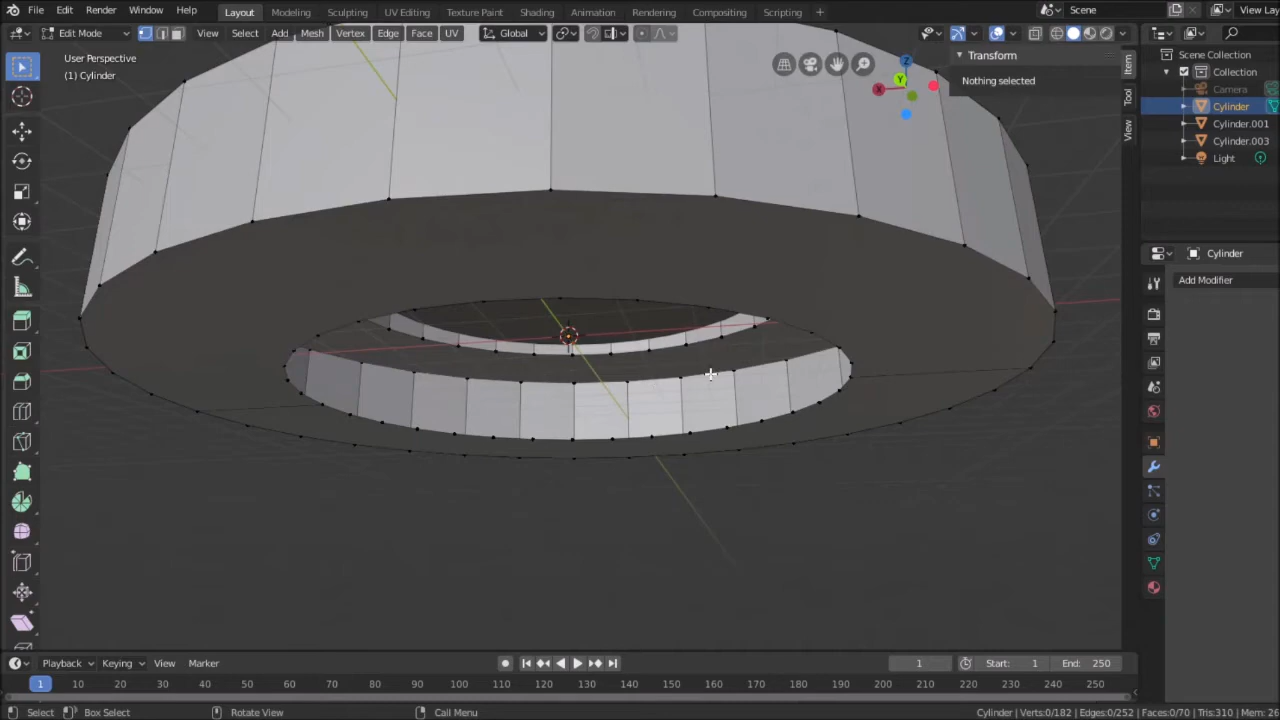 File Edit Render Window Help Layout Modeling Sculpting UV Editing Texture Paint Shading Animation Rendering Compositing Scripting + Scene View Lay
Edit Mode View Select Add Mesh Vertex Edge Face UV Global
User Perspective
(1) Cylinder
Transform
Nothing selected
Item
Tool
View
X
Y
Z
Scene Collection
Collection
Camera
Cylinder
Cylinder.001
Cylinder.003
Light
Cylinder
Add Modifier
Playback Keying View Marker 1 Start: 1 End: 250
1 10 20 30 40 50 60 70 80 90 100 110 120 130 140 150 160 170 180 190 200 210 220 230 240 250
Select Box Select Rotate View Call Menu Cylinder | Verts:0/182 | Edges:0/252 | Faces:0/70 | Tris:310 | Mem: 26